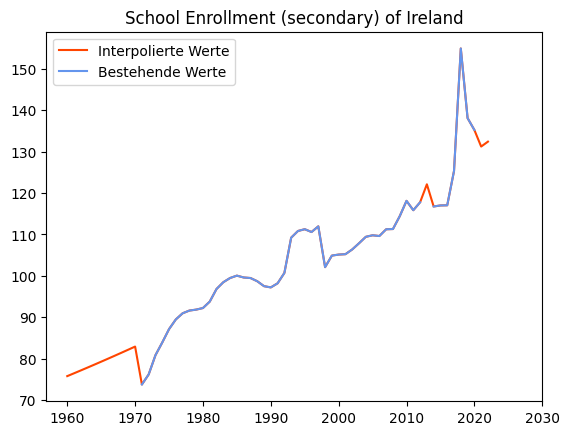 School Enrollment (secondary) of Ireland
Interpolierte Werte
Bestehende Werte
150
140
130
120
110
100
90
80
70
1960 1970 1980 1990 2000 2010 2020 2030